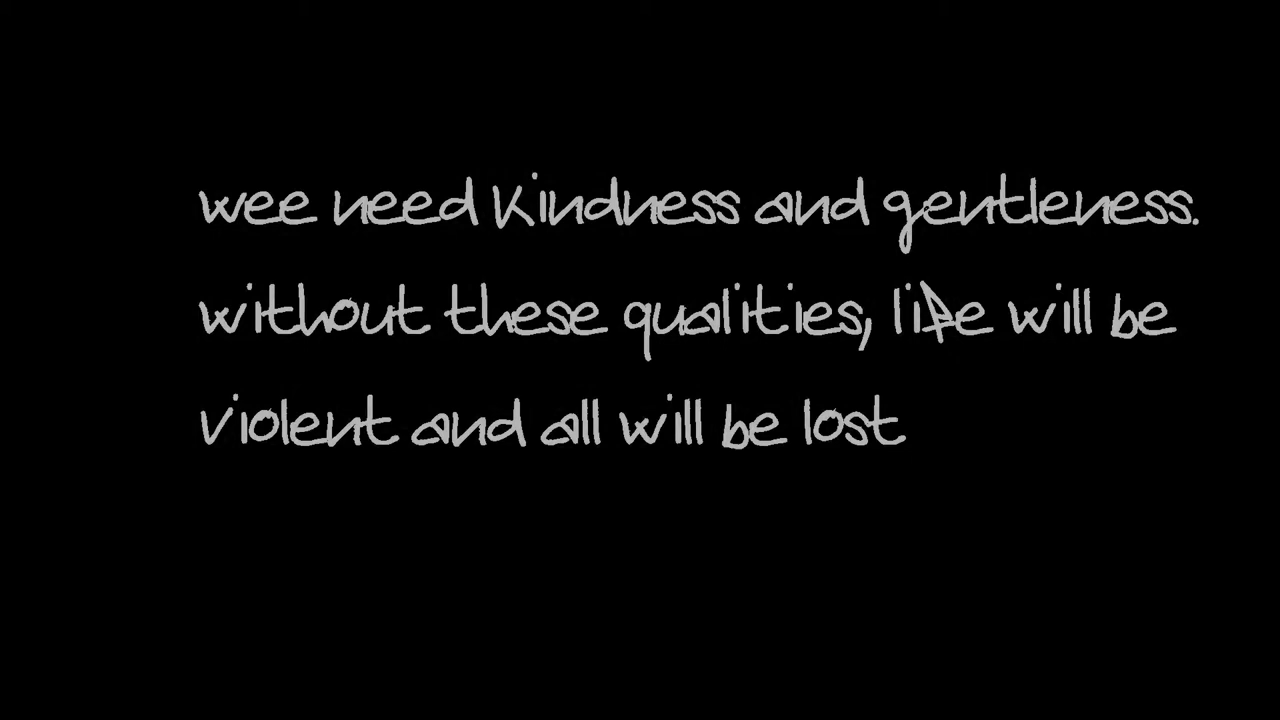 wee need kindness and gentleness.
without these qualities, life will be
violent and all will be lost